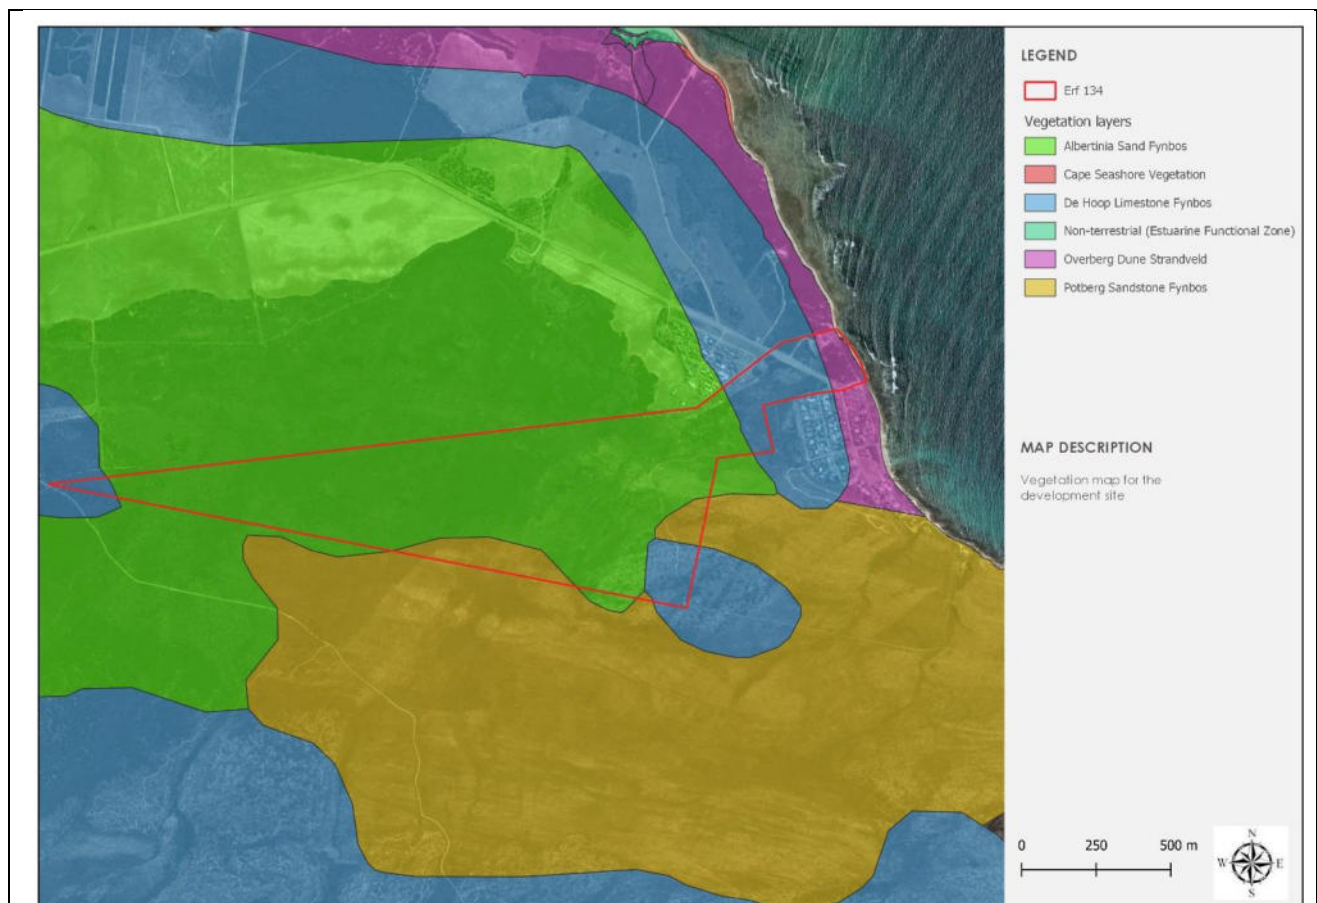 LEGEND
Erf 134
Vegetation layers
Albertinia Sand Fynbos
Cape Seashore Vegetation
De Hoop Limestone Fynbos
Non-terrestrial (Estuarine Functional Zone)
Overberg Dune Strandveld
Potberg Sandstone Fynbos
MAP DESCRIPTION
Vegetation map for the
development site
0 250 500 m
N
W E
S